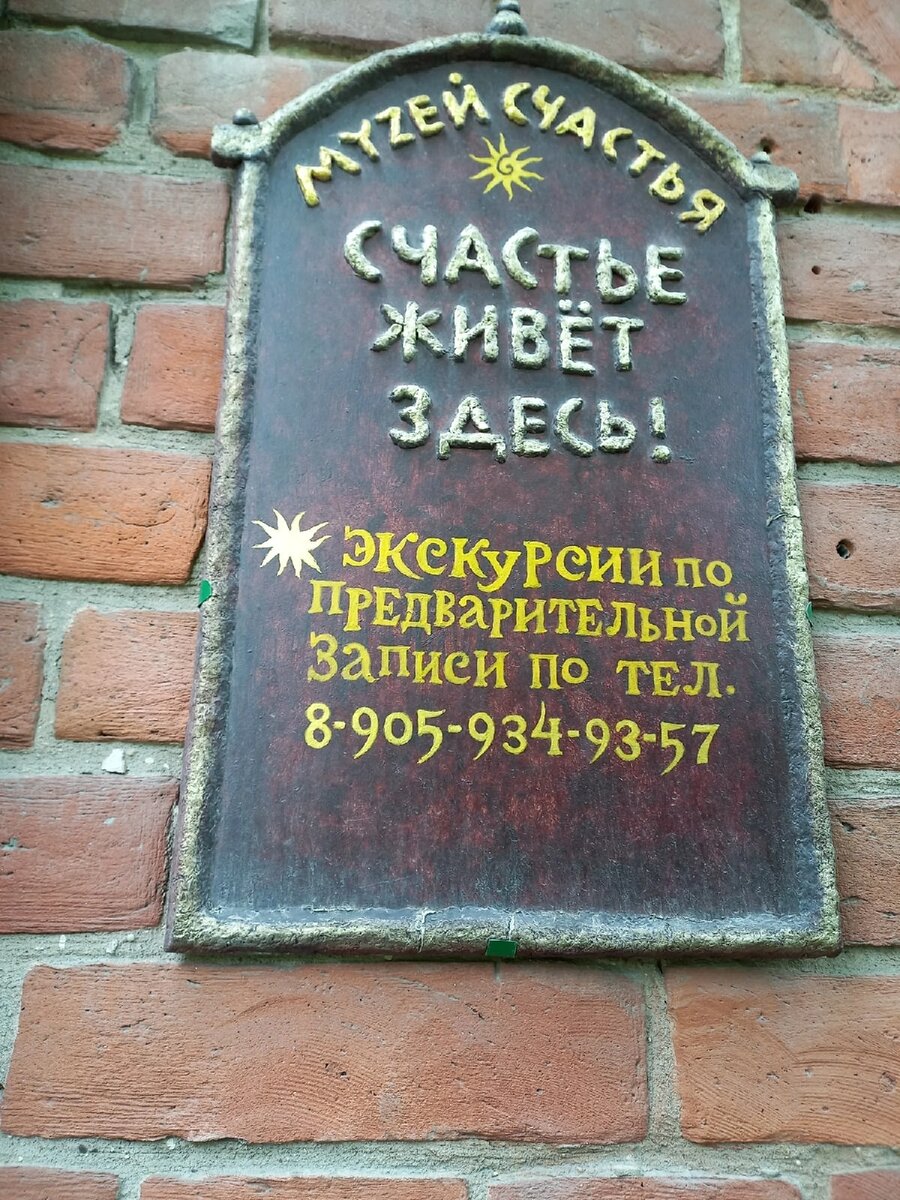 МУZЕЙ СЧАСТЬЯ
СЧАСТЬЕ
ЖИВЁТ
ЗДЕСЬ!
ЭКСКУРСИИ ПО
ПРЕДВАРИТЕЛЬНОЙ
ЗАПИСИ ПО ТЕЛ.
8-905-934-93-57